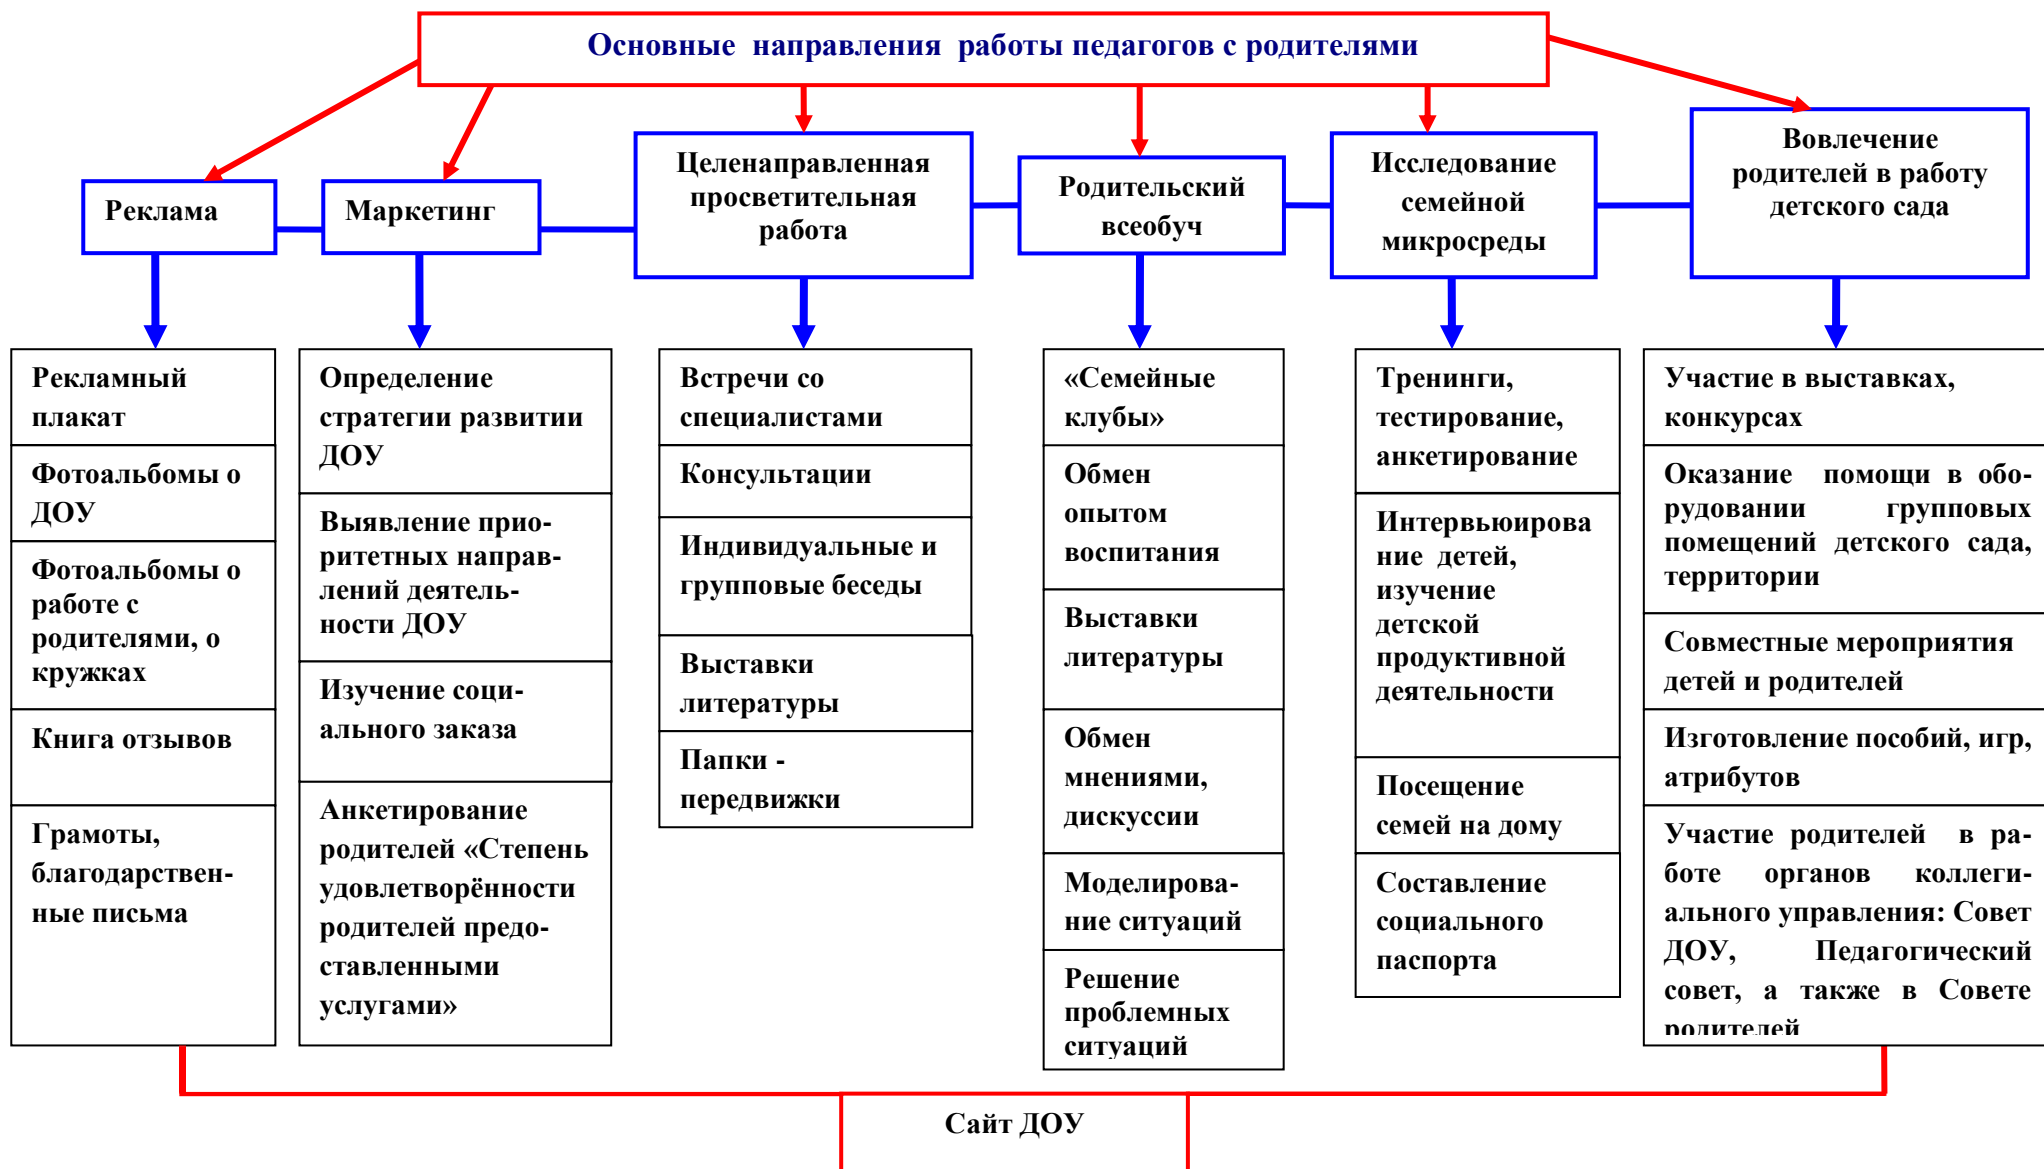 Основные направления работы педагогов с родителями
Реклама
Маркетинг
Целенаправленная
просветительная
работа
Родительский
всеобуч
Исследование
семейной
микросреды
Вовлечение
родителей в работу
детского сада
Рекламный
плакат
Фотоальбомы о
ДОУ
Фотоальбомы о
работе с
родителями, о
кружках
Книга отзывов
Грамоты,
благодарствен-
ные письма
Определение
стратегии развитии
ДОУ
Выявление прио-
ритетных направ-
лений деятель-
ности ДОУ
Изучение соци-
ального заказа
Анкетирование
родителей «Степень
удовлетворённости
родителей предо-
ставленными
услугами»
Встречи со
специалистами
Консультации
Индивидуальные и
групповые беседы
Выставки
литературы
Папки -
передвижки
«Семейные
клубы»
Обмен
опытом
воспитания
Выставки
литературы
Обмен
мнениями,
дискуссии
Моделирова-
ние ситуаций
Решение
проблемных
ситуаций
Тренинги,
тестирование,
анкетирование
Интервьюирова
ние детей,
изучение
детской
продуктивной
деятельности
Посещение
семей на дому
Составление
социального
паспорта
Участие в выставках,
конкурсах
Оказание помощи в обо-
рудовании групповых
помещений детского сада,
территории
Совместные мероприятия
детей и родителей
Изготовление пособий, игр,
атрибутов
Участие родителей в ра-
боте органов коллеги-
ального управления: Совет
ДОУ, Педагогический
совет, а также в Совете
родителей
Сайт ДОУ